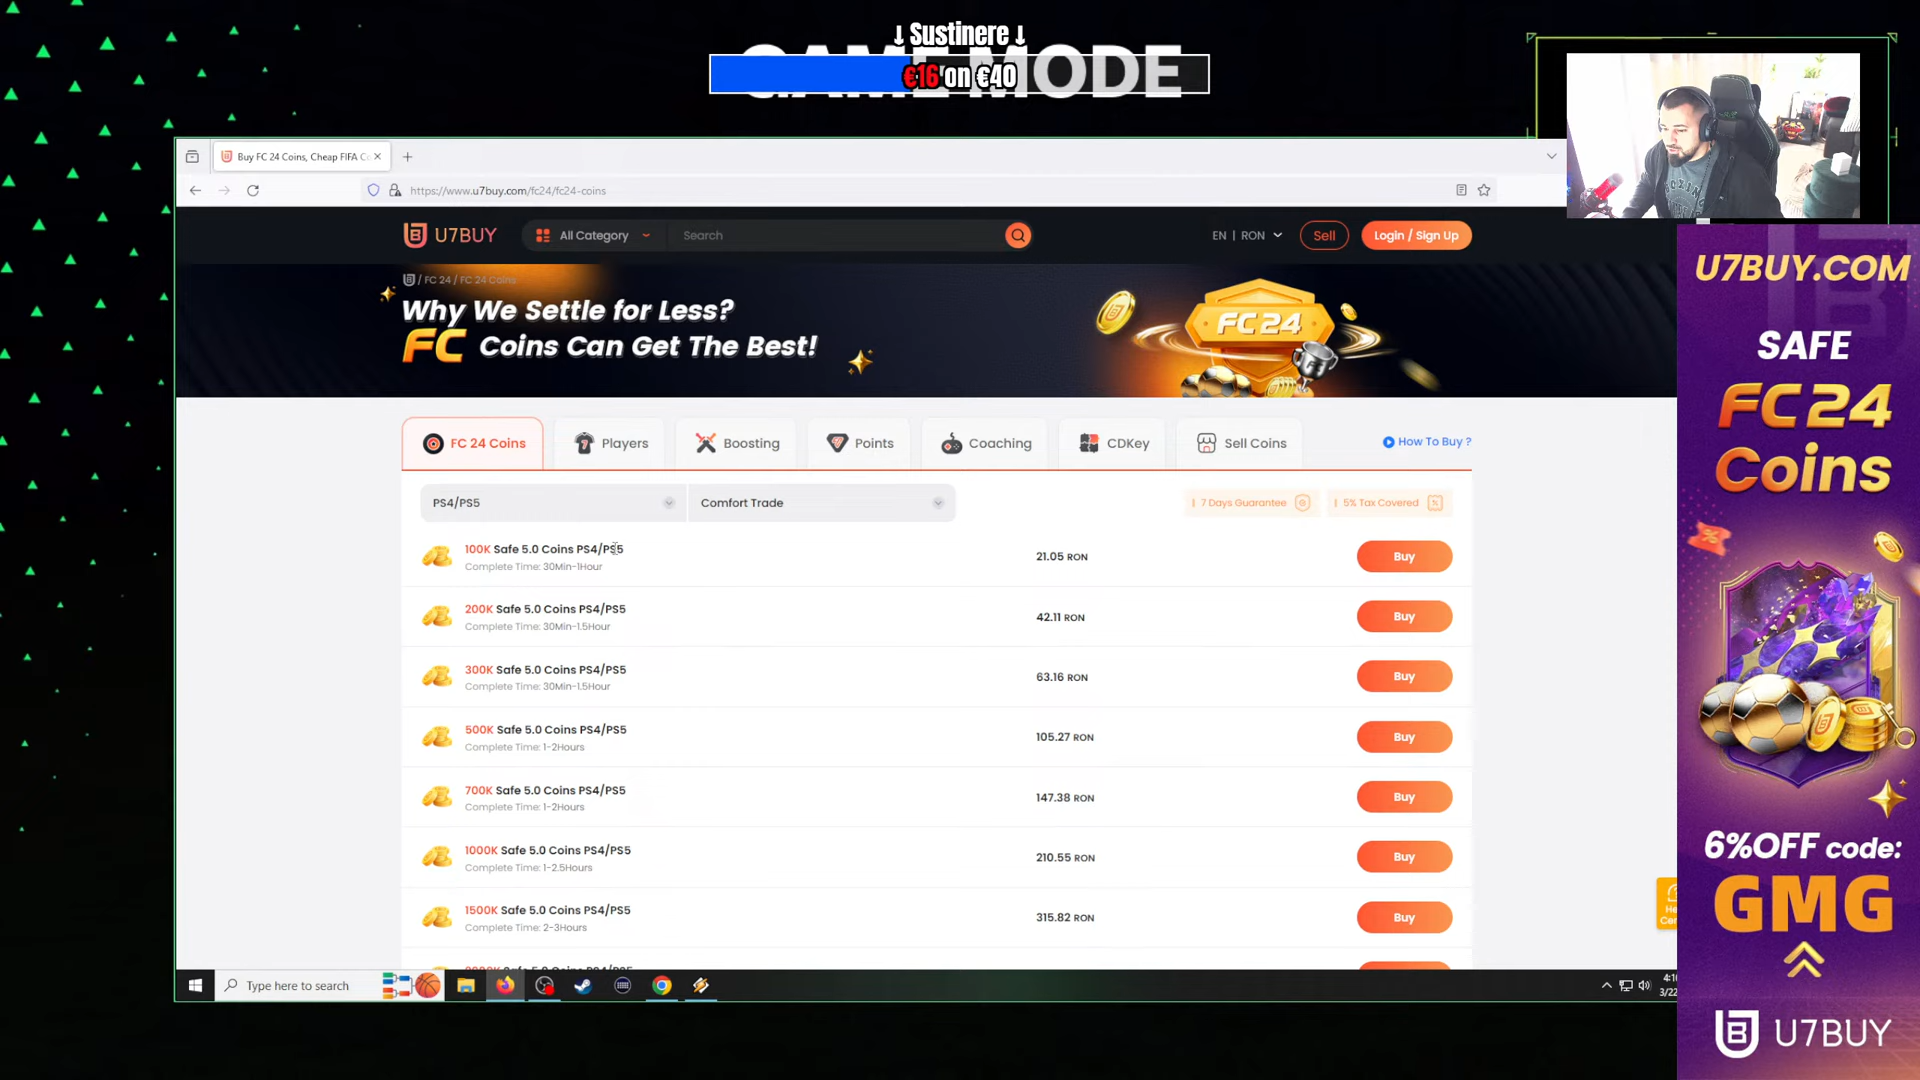 ↓ Sustinere ↓
GAME MODE
€16 on €40
Buy FC 24 Coins, Cheap FIFA Co
https://www.u7buy.com/fc24/fc24-coins
U7BUY
All Category
Search
EN | RON
Sell
Login / Sign Up
/ FC 24 / FC 24 Coins
Why We Settle for Less?
FC Coins Can Get The Best!
FC24
FC 24 Coins
Players
Boosting
Points
Coaching
CDKey
Sell Coins
How To Buy ?
PS4/PS5
Comfort Trade
7 Days Guarantee
5% Tax Covered
100K Safe 5.0 Coins PS4/PS5
Complete Time: 30Min-1Hour
21.05 RON
Buy
200K Safe 5.0 Coins PS4/PS5
Complete Time: 30Min-1.5Hour
42.11 RON
Buy
300K Safe 5.0 Coins PS4/PS5
Complete Time: 30Min-1.5Hour
63.16 RON
Buy
500K Safe 5.0 Coins PS4/PS5
Complete Time: 1-2Hours
105.27 RON
Buy
700K Safe 5.0 Coins PS4/PS5
Complete Time: 1-2Hours
147.38 RON
Buy
1000K Safe 5.0 Coins PS4/PS5
Complete Time: 1-2.5Hours
210.55 RON
Buy
1500K Safe 5.0 Coins PS4/PS5
Complete Time: 2-3Hours
315.82 RON
Buy
Type here to search
4:1
3/22
U7BUY.COM
SAFE
FC24
Coins
6%OFF code:
GMG
U7BUY